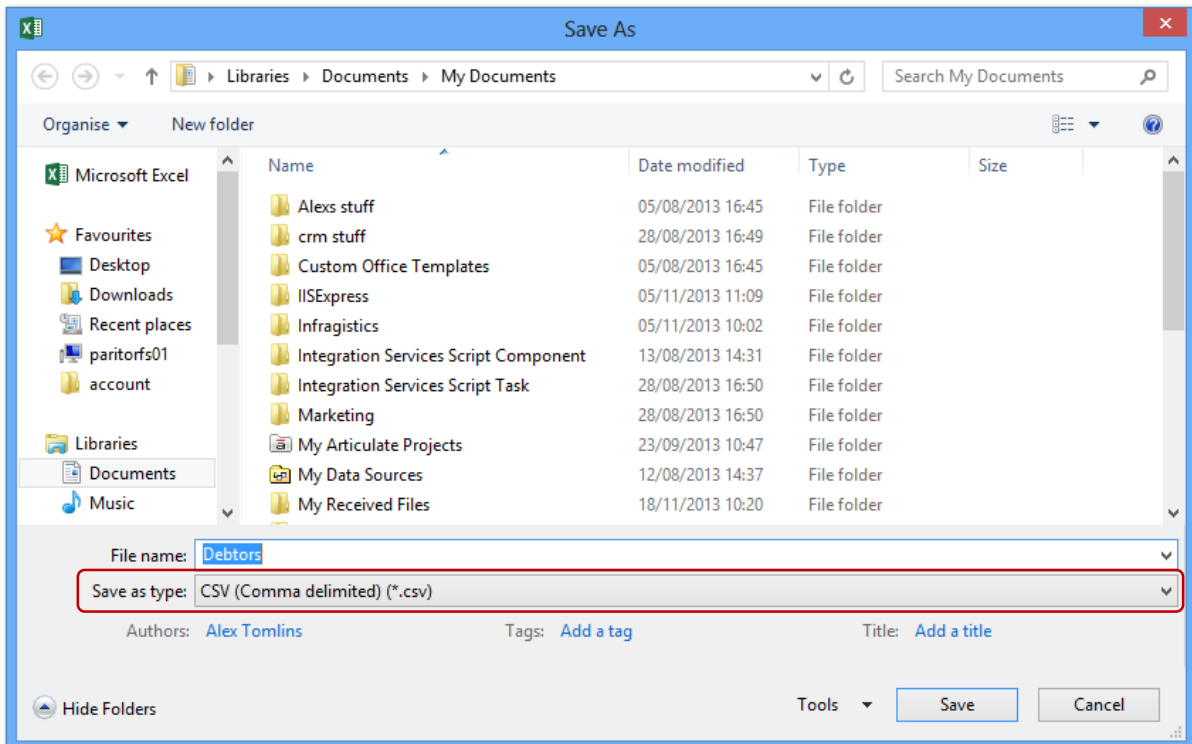 Save As
Libraries Documents My Documents Search My Documents
Organise New folder
Microsoft Excel
Favourites
Desktop
Downloads
Recent places
paritorfs01
account
Libraries
Documents
Music
Name Date modified Type Size
Alexs stuff 05/08/2013 16:45 File folder
crm stuff 28/08/2013 16:49 File folder
Custom Office Templates 05/08/2013 16:45 File folder
IISExpress 05/11/2013 11:09 File folder
Infragistics 05/11/2013 10:02 File folder
Integration Services Script Component 13/08/2013 14:31 File folder
Integration Services Script Task 28/08/2013 16:50 File folder
Marketing 28/08/2013 16:50 File folder
My Articulate Projects 23/09/2013 10:47 File folder
My Data Sources 12/08/2013 14:37 File folder
My Received Files 18/11/2013 10:20 File folder
File name: Debtors
Save as type: CSV (Comma delimited) (*.csv)
Authors: Alex Tomlins Tags: Add a tag Title: Add a title
Hide Folders Tools Save Cancel